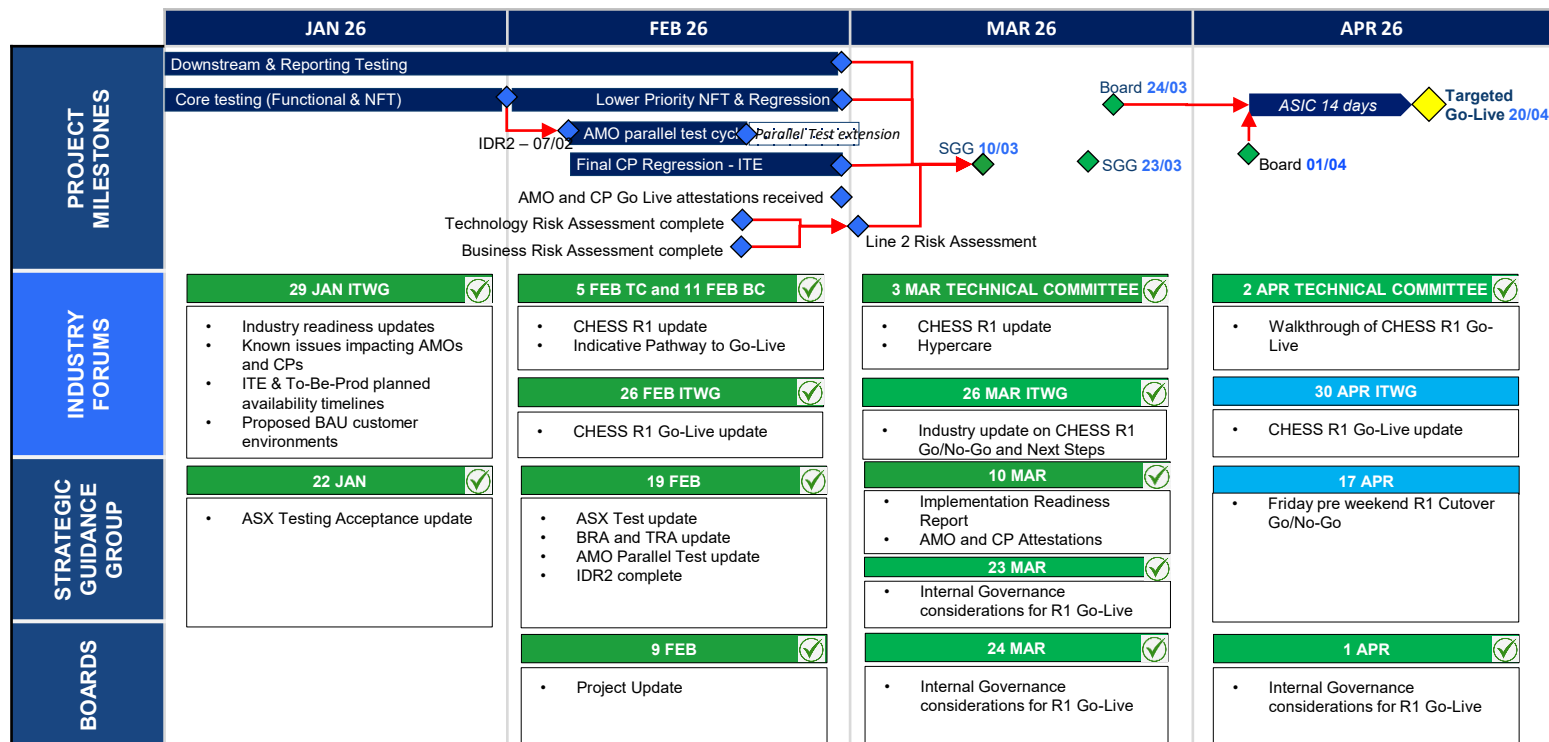 JAN 26
FEB 26
MAR 26
APR 26
PROJECT
MILESTONES
Downstream & Reporting Testing
Core testing (Functional & NFT)
Lower Priority NFT & Regression
IDR2 – 07/02
AMO parallel test cycl
Parallel Test extension
Final CP Regression - ITE
AMO and CP Go Live attestations received
Technology Risk Assessment complete
Business Risk Assessment complete
Line 2 Risk Assessment
SGG 10/03
Board 24/03
SGG 23/03
ASIC 14 days
Board 01/04
Targeted
Go-Live 20/04
INDUSTRY
FORUMS
29 JAN ITWG
• Industry readiness updates
• Known issues impacting AMOs
and CPs
• ITE & To-Be-Prod planned
availability timelines
• Proposed BAU customer
environments
5 FEB TC and 11 FEB BC
• CHESS R1 update
• Indicative Pathway to Go-Live
26 FEB ITWG
• CHESS R1 Go-Live update
3 MAR TECHNICAL COMMITTEE
• CHESS R1 update
• Hypercare
26 MAR ITWG
• Industry update on CHESS R1
Go/No-Go and Next Steps
2 APR TECHNICAL COMMITTEE
• Walkthrough of CHESS R1 Go-
Live
30 APR ITWG
• CHESS R1 Go-Live update
STRATEGIC
GUIDANCE
GROUP
22 JAN
• ASX Testing Acceptance update
19 FEB
• ASX Test update
• BRA and TRA update
• AMO Parallel Test update
• IDR2 complete
10 MAR
• Implementation Readiness
Report
• AMO and CP Attestations
23 MAR
• Internal Governance
considerations for R1 Go-Live
17 APR
• Friday pre weekend R1 Cutover
Go/No-Go
BOARDS
9 FEB
• Project Update
24 MAR
• Internal Governance
considerations for R1 Go-Live
1 APR
• Internal Governance
considerations for R1 Go-Live